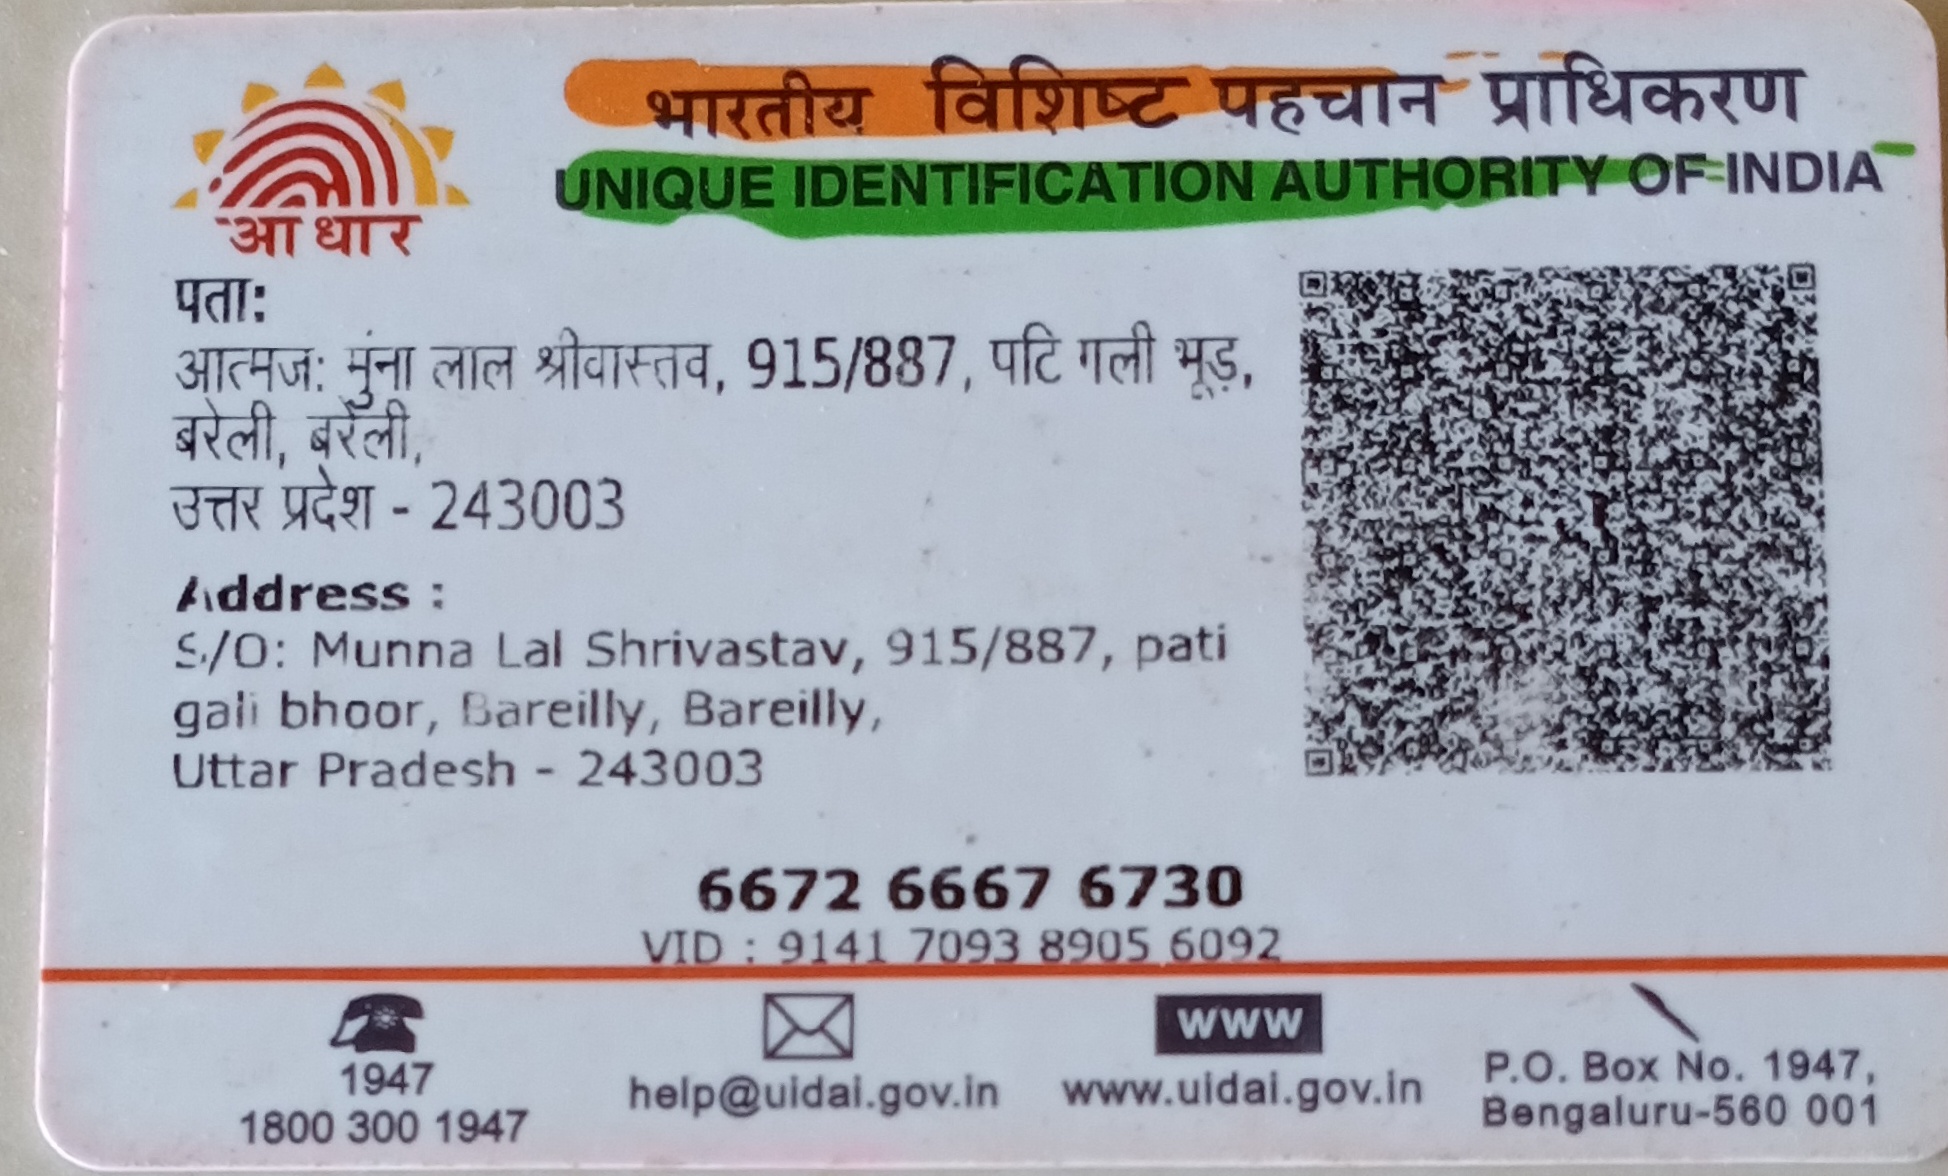 भारतीय विशिष्ट पहचान प्राधिकरण
UNIQUE IDENTIFICATION AUTHORITY OF INDIA
आधार
पता:
आत्मज: मुंना लाल श्रीवास्तव, 915/887, पटि गली भूड़,
बरेली, बरेली,
उत्तर प्रदेश - 243003
Address :
S/O: Munna Lal Shrivastav, 915/887, pati
gali bhoor, Bareilly, Bareilly,
Uttar Pradesh - 243003
6672 6667 6730
VID : 9141 7093 8905 6092
1947
1800 300 1947
help@uidai.gov.in
www
www.uidai.gov.in
P.O. Box No. 1947,
Bengaluru-560 001